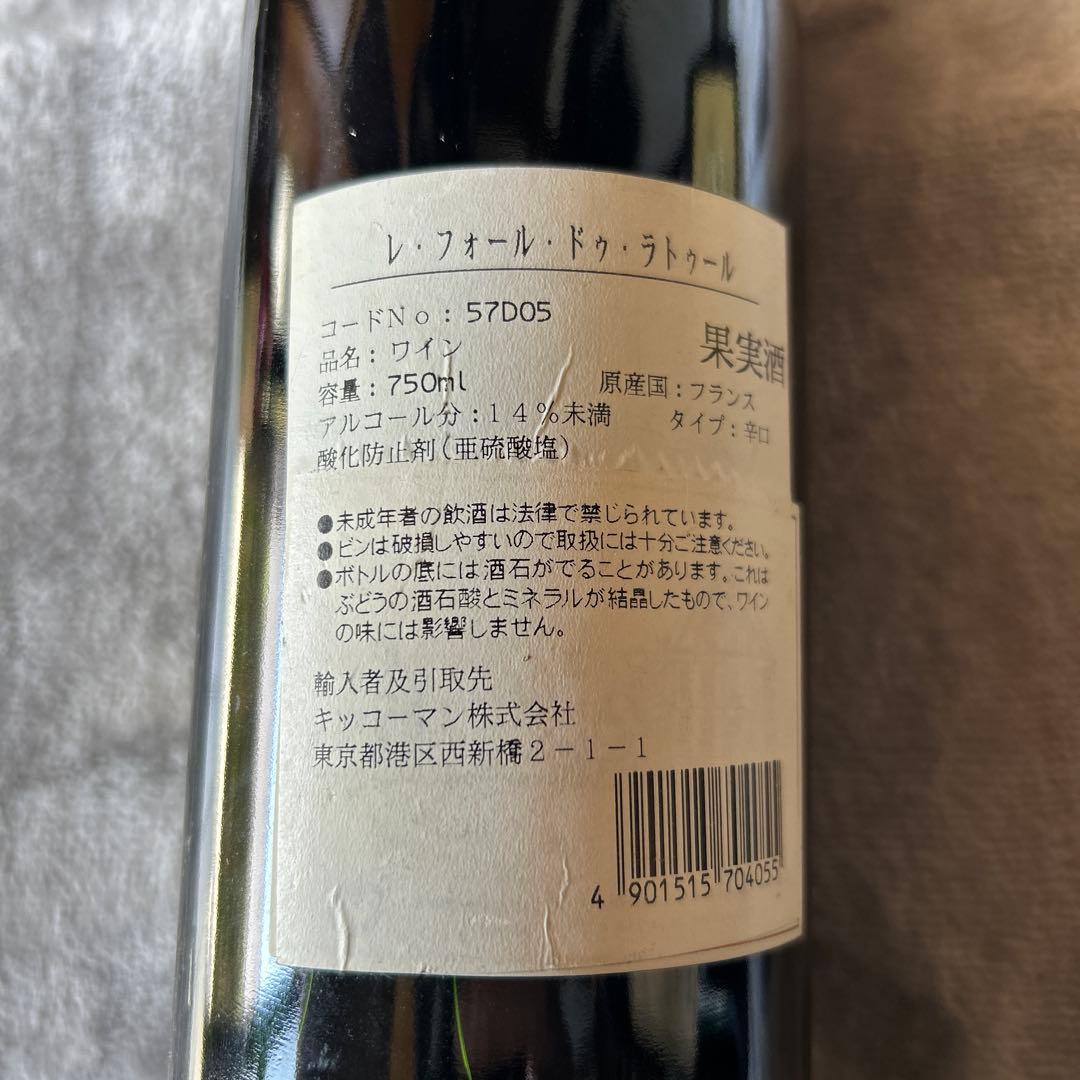 レ・フォール・ドゥ・ラトゥール
コードNo：57D05
果実酒
品名：ワイン
容量：750ml
原産国：フランス
アルコール分：14％未満
タイプ：辛口
酸化防止剤（亜硫酸塩）
●未成年者の飲酒は法律で禁じられています。
●ビンは破損しやすいので取扱には十分ご注意ください。
●ボトルの底には酒石がでることがあります。これは
ぶどうの酒石酸とミネラルが結晶したもので、ワイン
の味には影響しません。
輸入者及引取先
キッコーマン株式会社
東京都港区西新橋2－1－1
4 901515 704055